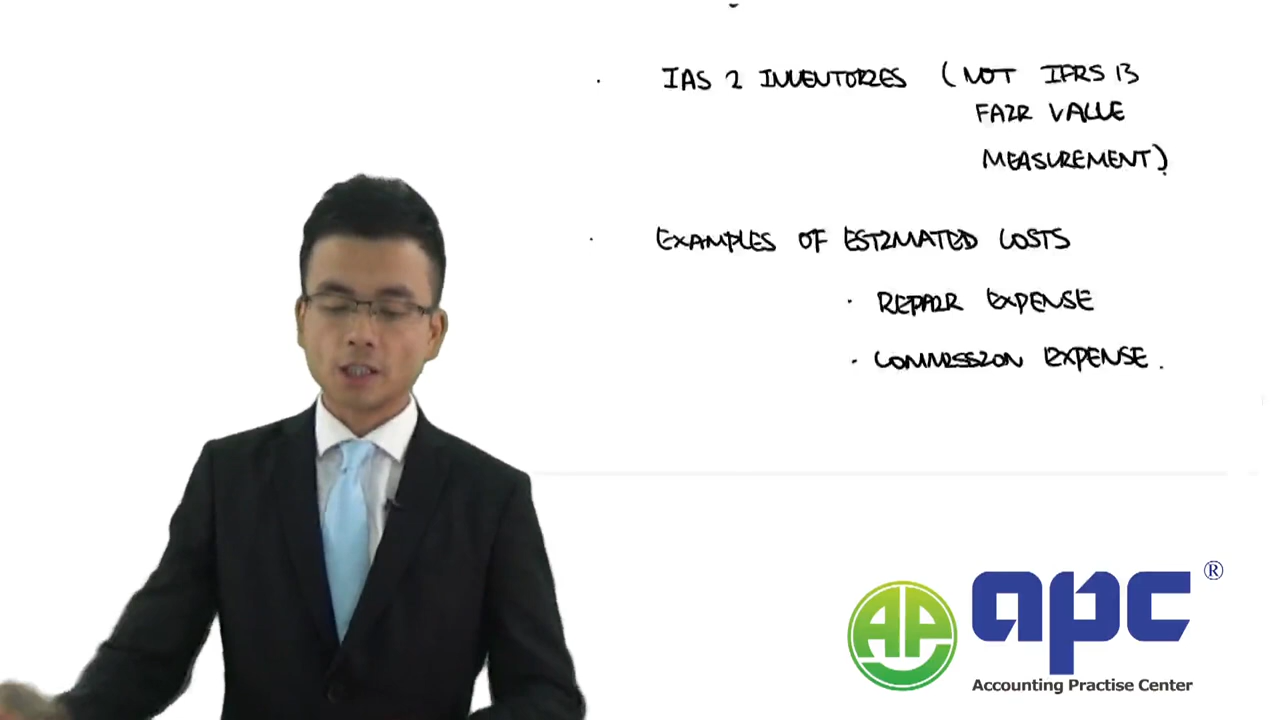 · IAS 2 INVENTORIES (NOT IFRS 13
FAIR VALUE
MEASUREMENT)
· EXAMPLES OF ESTIMATED COSTS
· REPAIR EXPENSE
· COMMISSION EXPENSE.
AP apc ®
Accounting Practise Center